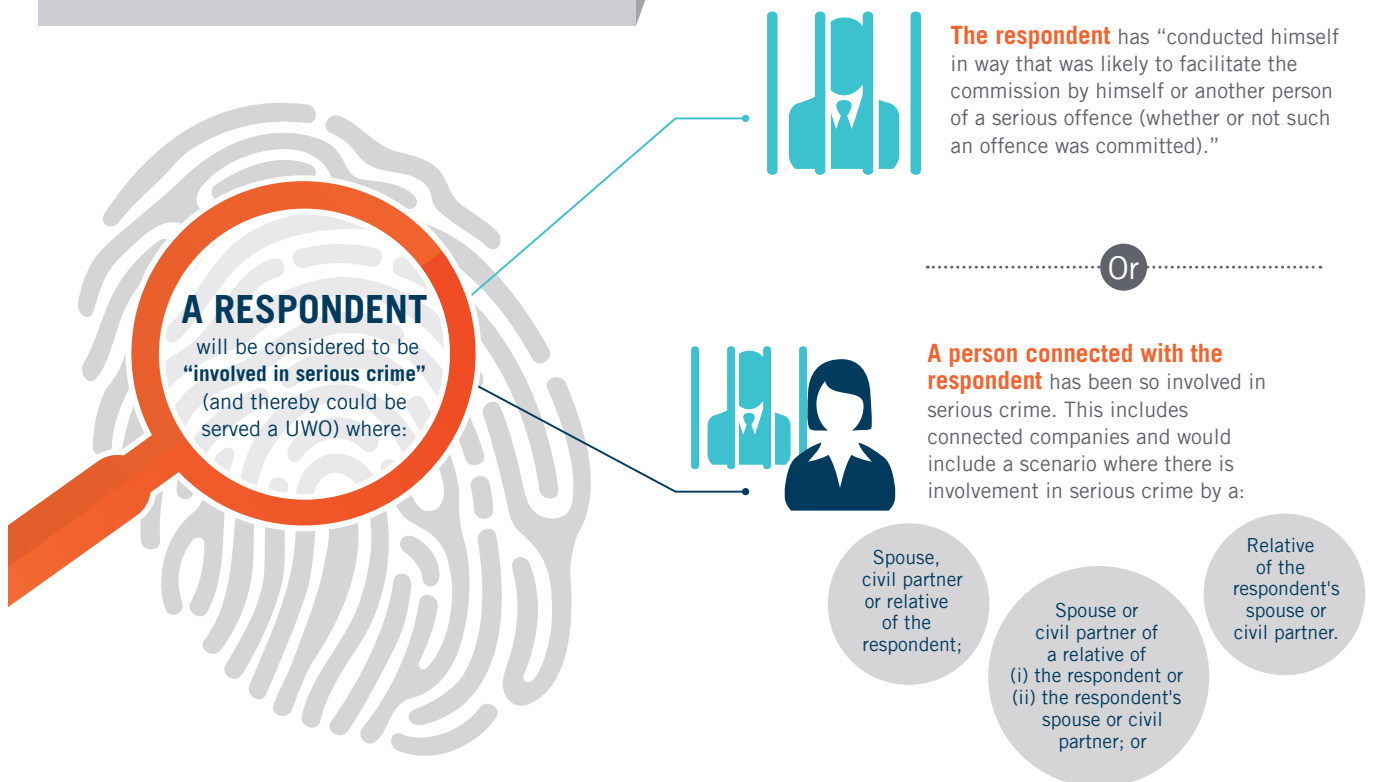 A RESPONDENT
will be considered to be
“involved in serious crime”
(and thereby could be
served a UWO) where:
The respondent has “conducted himself
in way that was likely to facilitate the
commission by himself or another person
of a serious offence (whether or not such
an offence was committed).”
Or
A person connected with the
respondent has been so involved in
serious crime. This includes
connected companies and would
include a scenario where there is
involvement in serious crime by a:
Spouse,
civil partner
or relative
of the
respondent;
Spouse or
civil partner of
a relative of
(i) the respondent or
(ii) the respondent's
spouse or civil
partner; or
Relative
of the
respondent's
spouse or
civil partner.